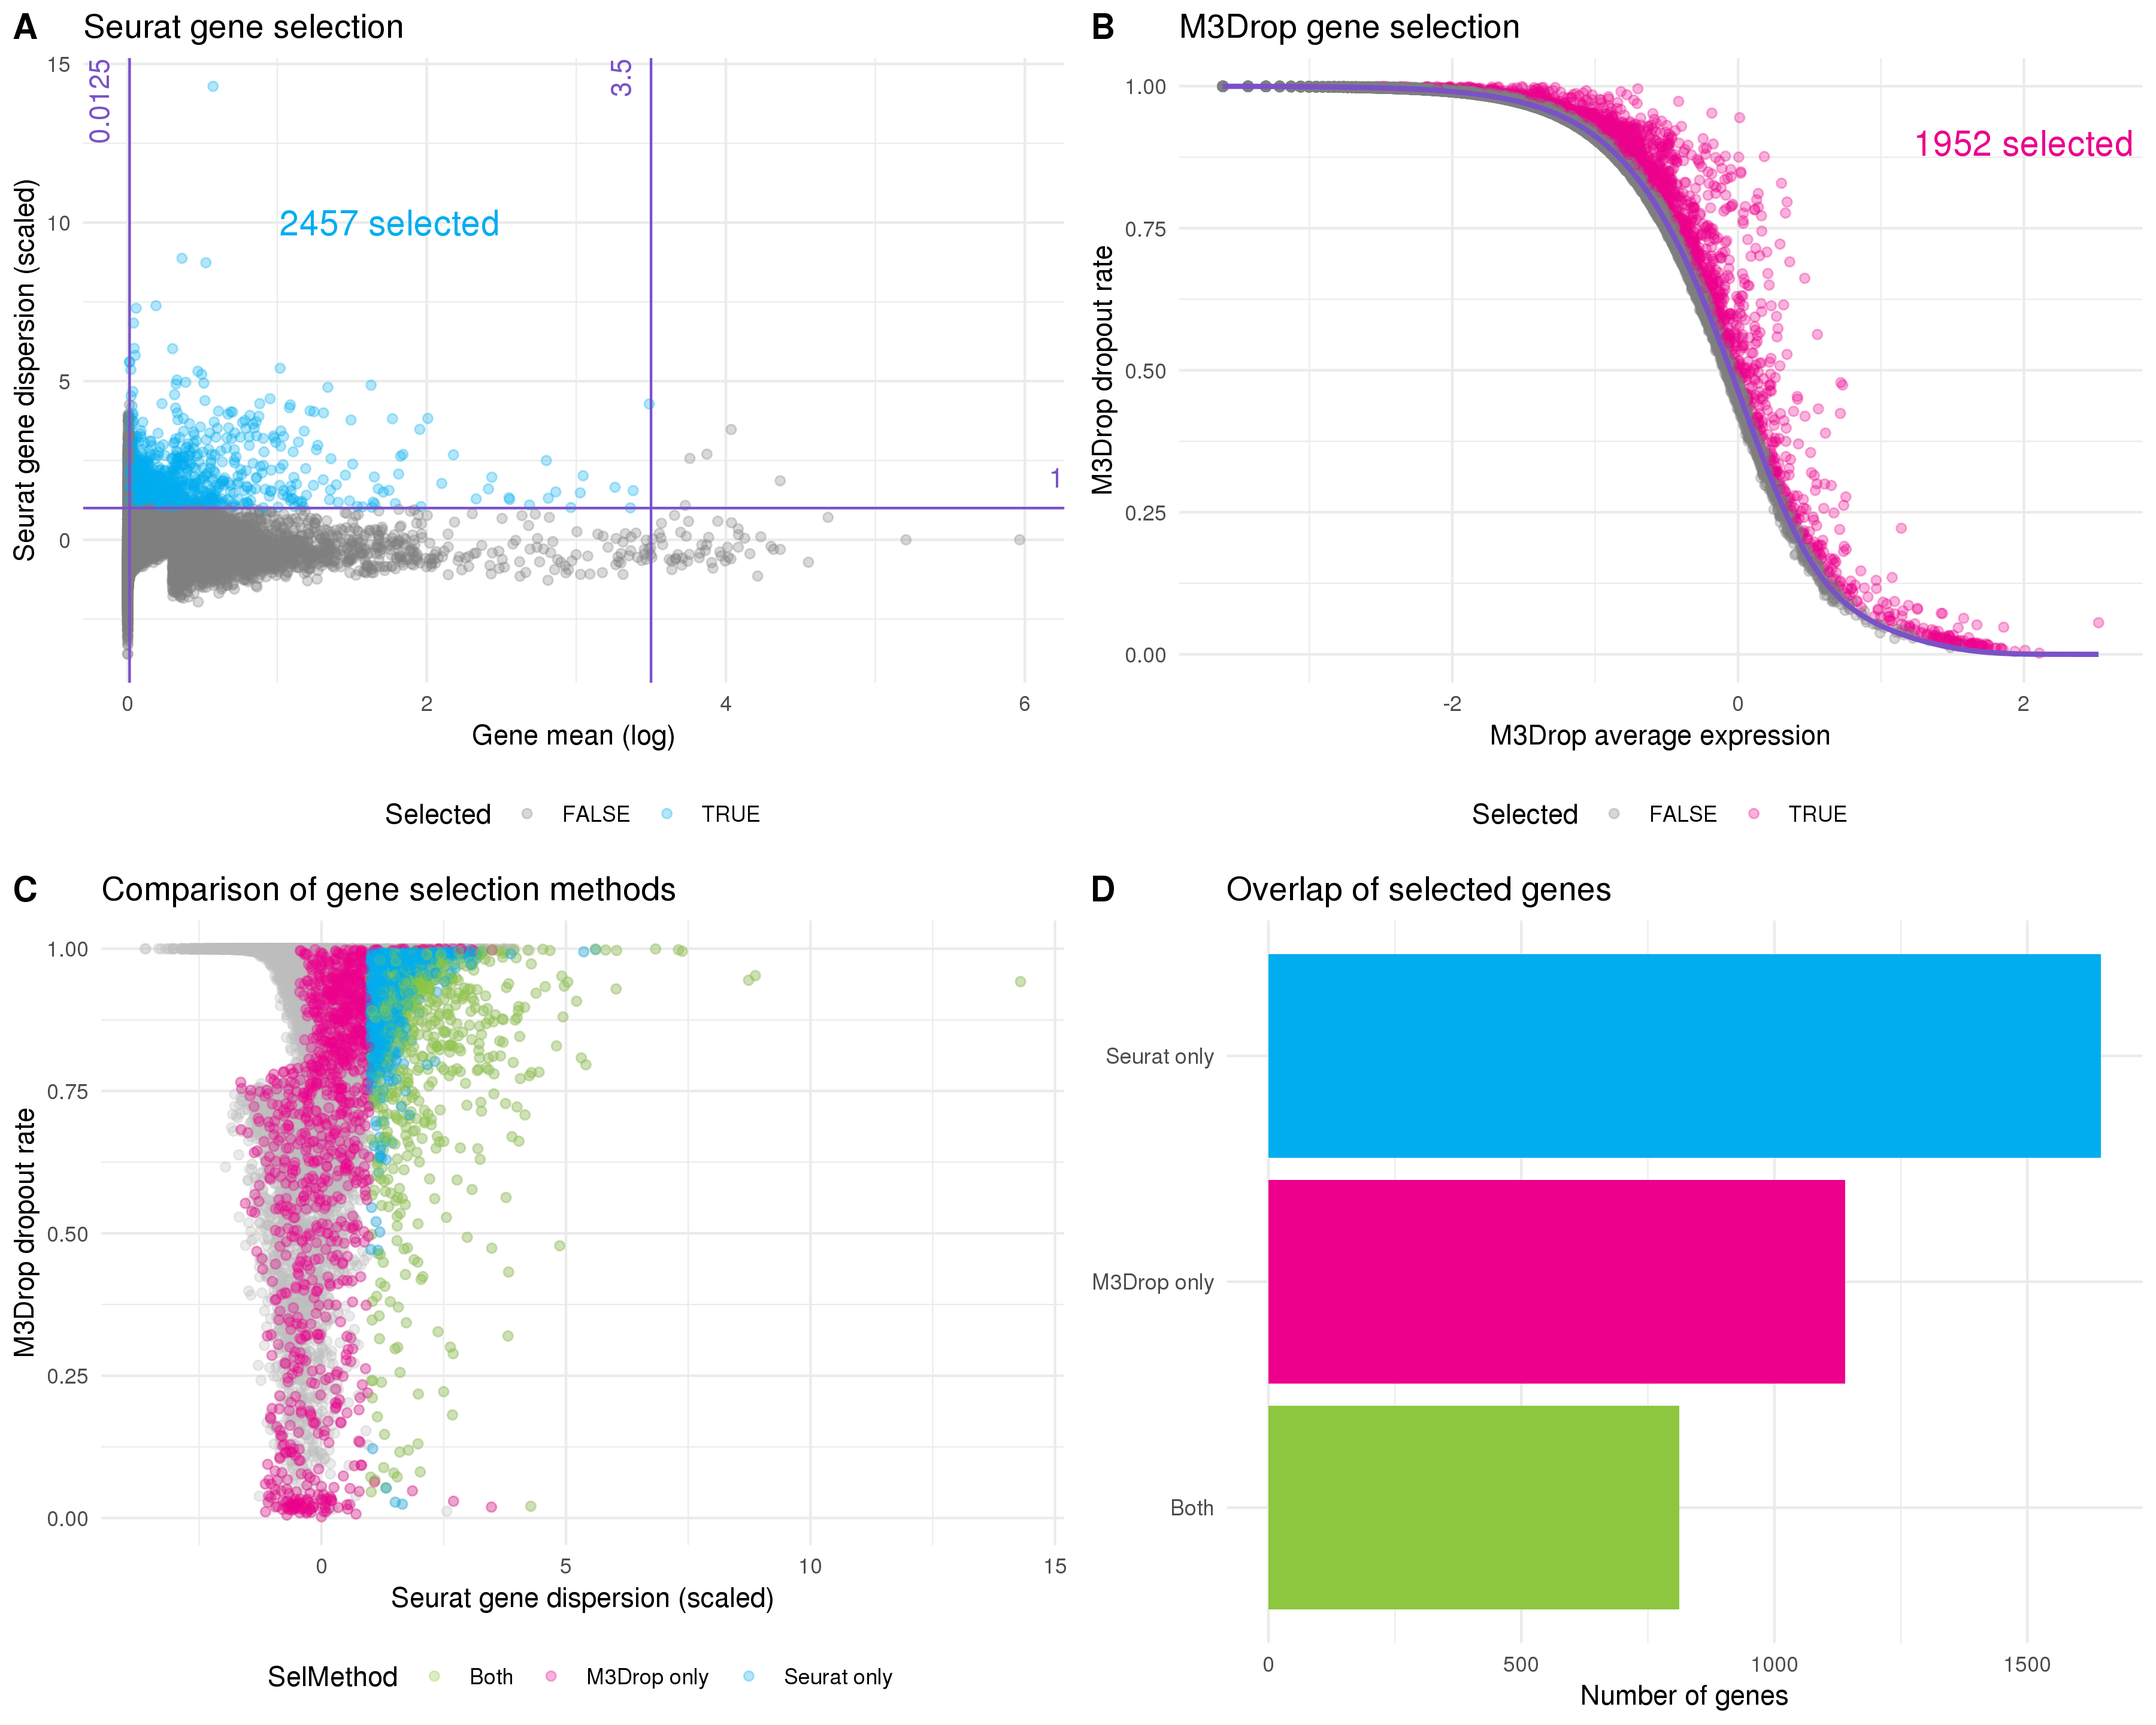 A
Seurat gene selection
15
10
5
0
0.0125
3.5
2457 selected
1
Seurat gene dispersion (scaled)
0
2
4
6
Gene mean (log)
Selected
FALSE
TRUE
B
M3Drop gene selection
1.00
0.75
0.50
0.25
0.00
1952 selected
M3Drop dropout rate
-2
0
2
M3Drop average expression
Selected
FALSE
TRUE
C
Comparison of gene selection methods
1.00
0.75
0.50
0.25
0.00
M3Drop dropout rate
0
5
10
15
Seurat gene dispersion (scaled)
SelMethod
Both
M3Drop only
Seurat only
D
Overlap of selected genes
Seurat only
M3Drop only
Both
0
500
1000
1500
Number of genes